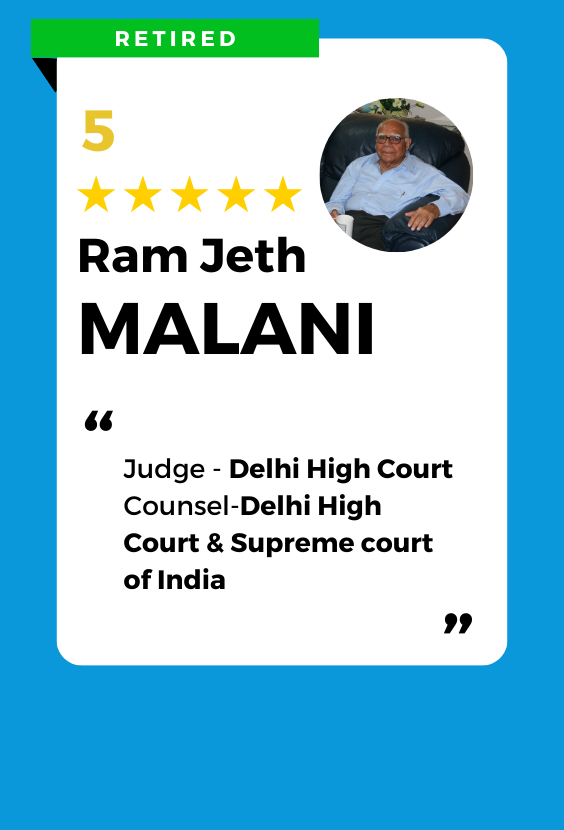 RETIRED
5
Ram Jeth
MALANI
“
Judge - Delhi High Court
Counsel-Delhi High
Court & Supreme court
of India
”